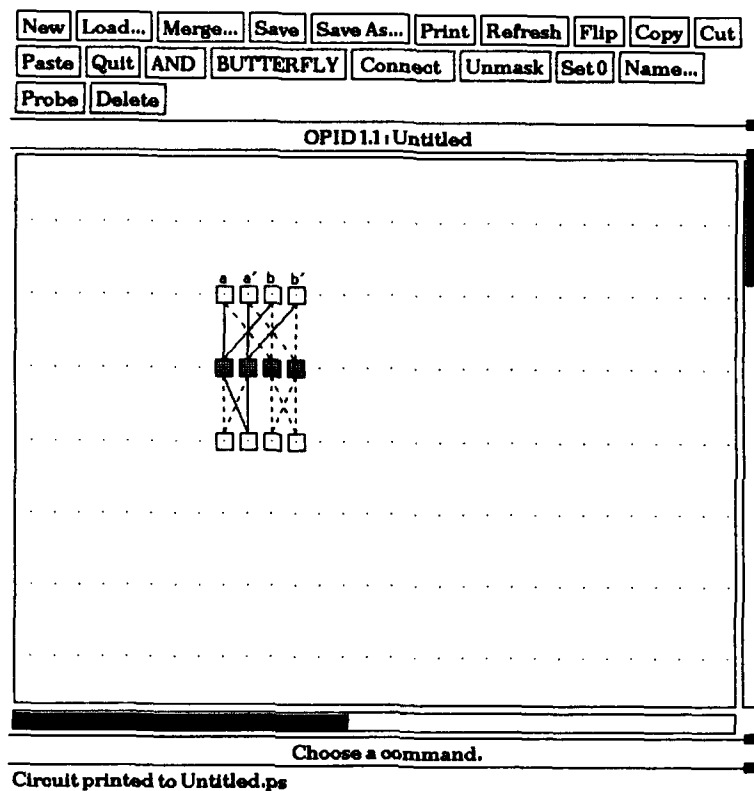 New Load... Merge... Save Save As... Print Refresh Flip Copy Cut
Paste Quit AND BUTTERFLY Connect Unmask Set 0 Name...
Probe Delete
OPID 1.1 : Untitled
a a´ b b´
Choose a command.
Circuit printed to Untitled.ps